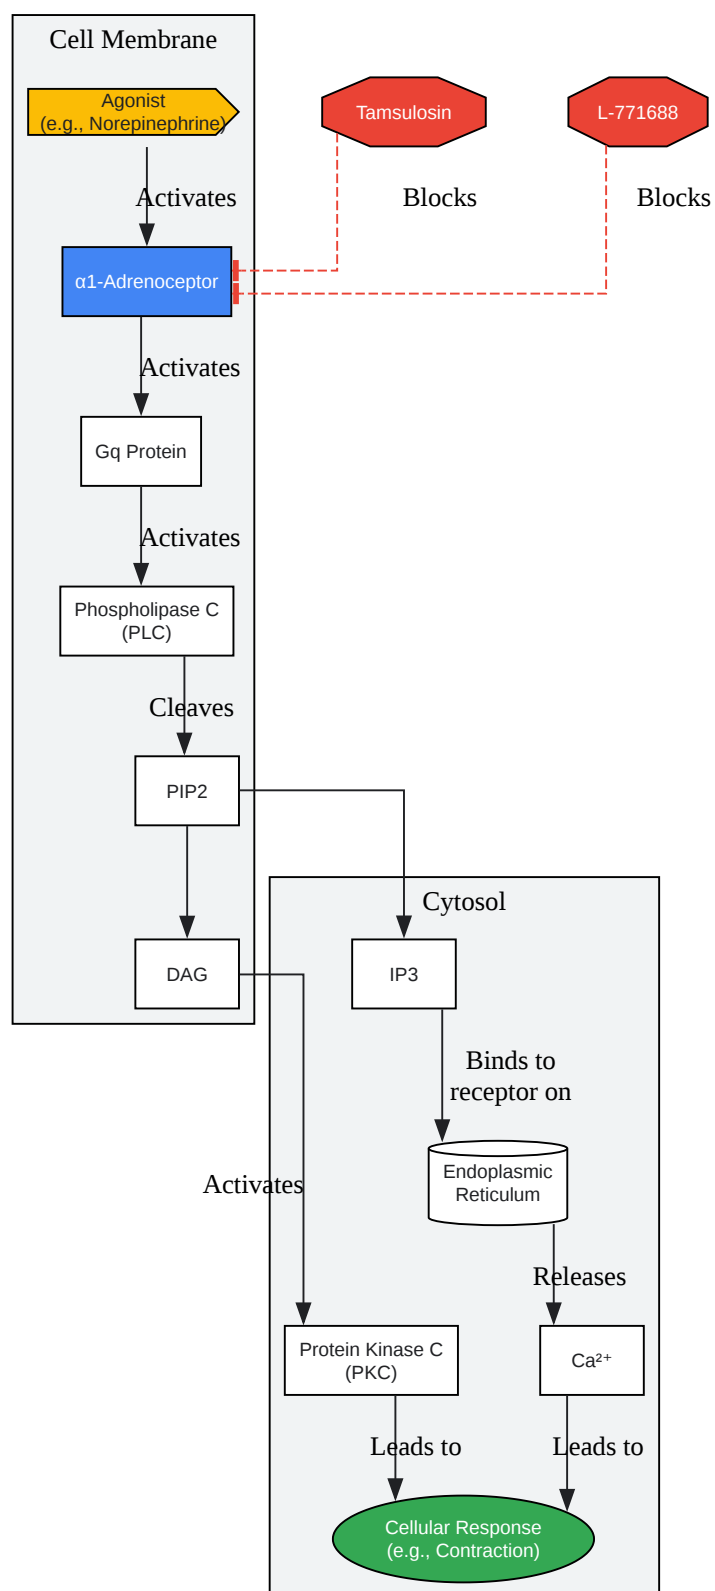 Cell Membrane
Agonist
(e.g., Norepinephrine)
Tamsulosin
L-771688
Activates
Blocks
Blocks
α1-Adrenoceptor
Activates
Gq Protein
Activates
Phospholipase C
(PLC)
Cleaves
PIP2
Cytosol
DAG
IP3
Binds to
receptor on
Activates
Endoplasmic
Reticulum
Releases
Protein Kinase C
(PKC)
Ca²⁺
Leads to
Leads to
Cellular Response
(e.g., Contraction)